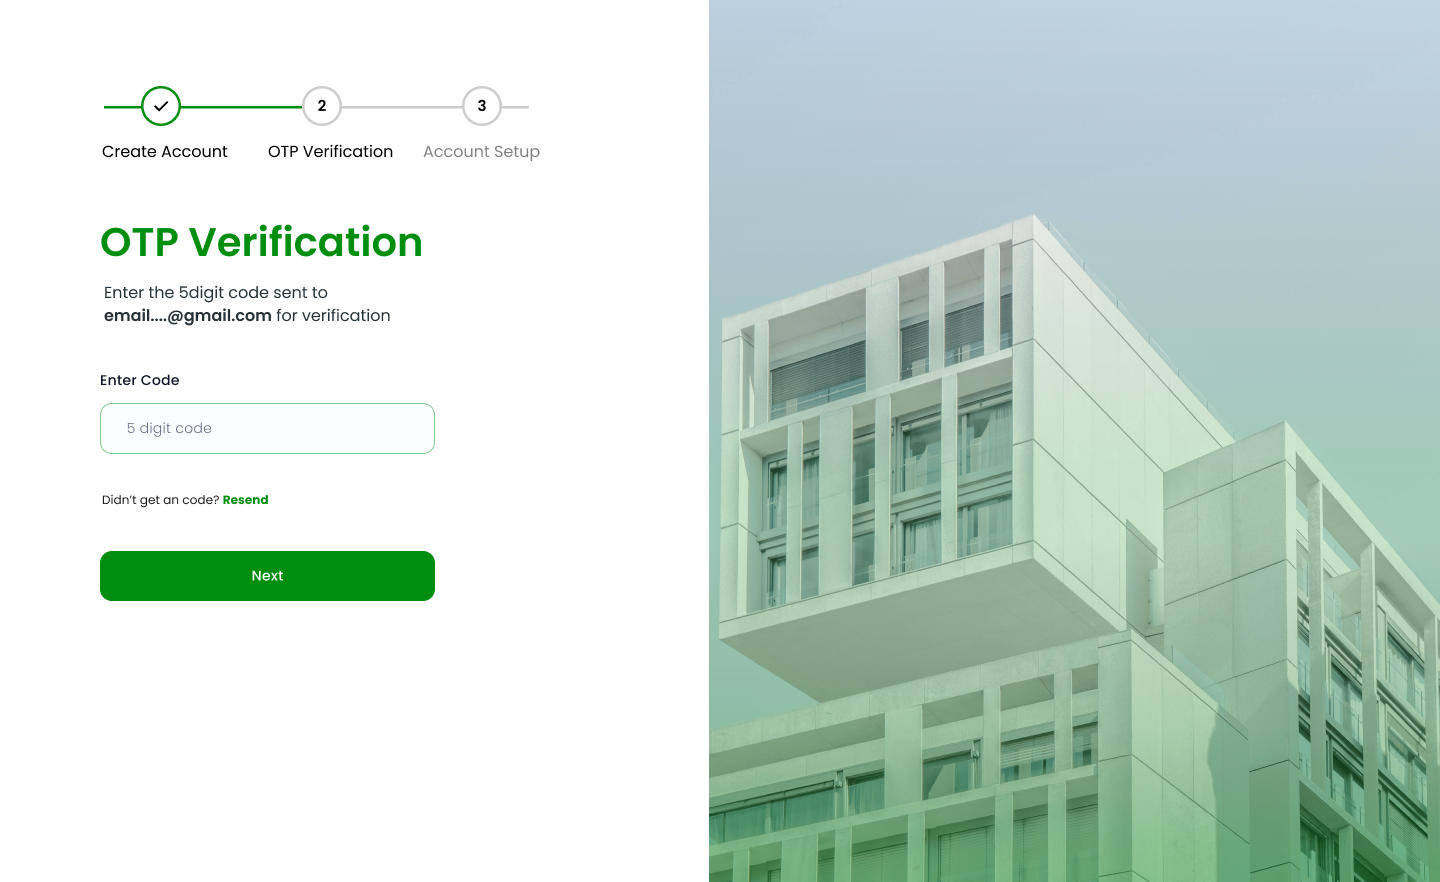 2
3
Create Account
OTP Verification
Account Setup
OTP Verification
Enter the 5digit code sent to
email....@gmail.com for verification
Enter Code
5 digit code
Didn't get an code? Resend
Next